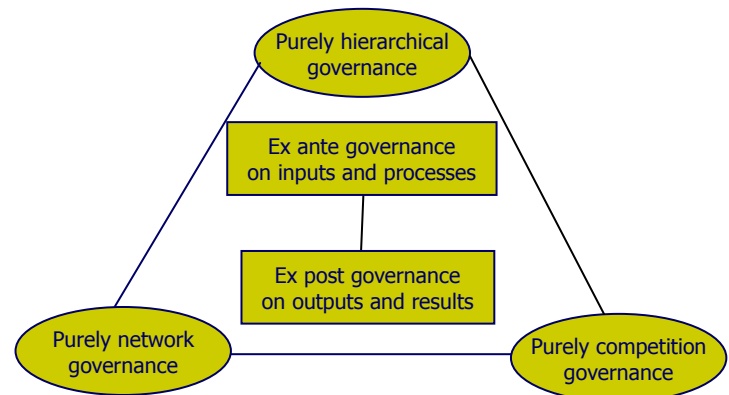 Purely hierarchical
governance
Ex ante governance
on inputs and processes
Ex post governance
on outputs and results
Purely network
governance
Purely competition
governance